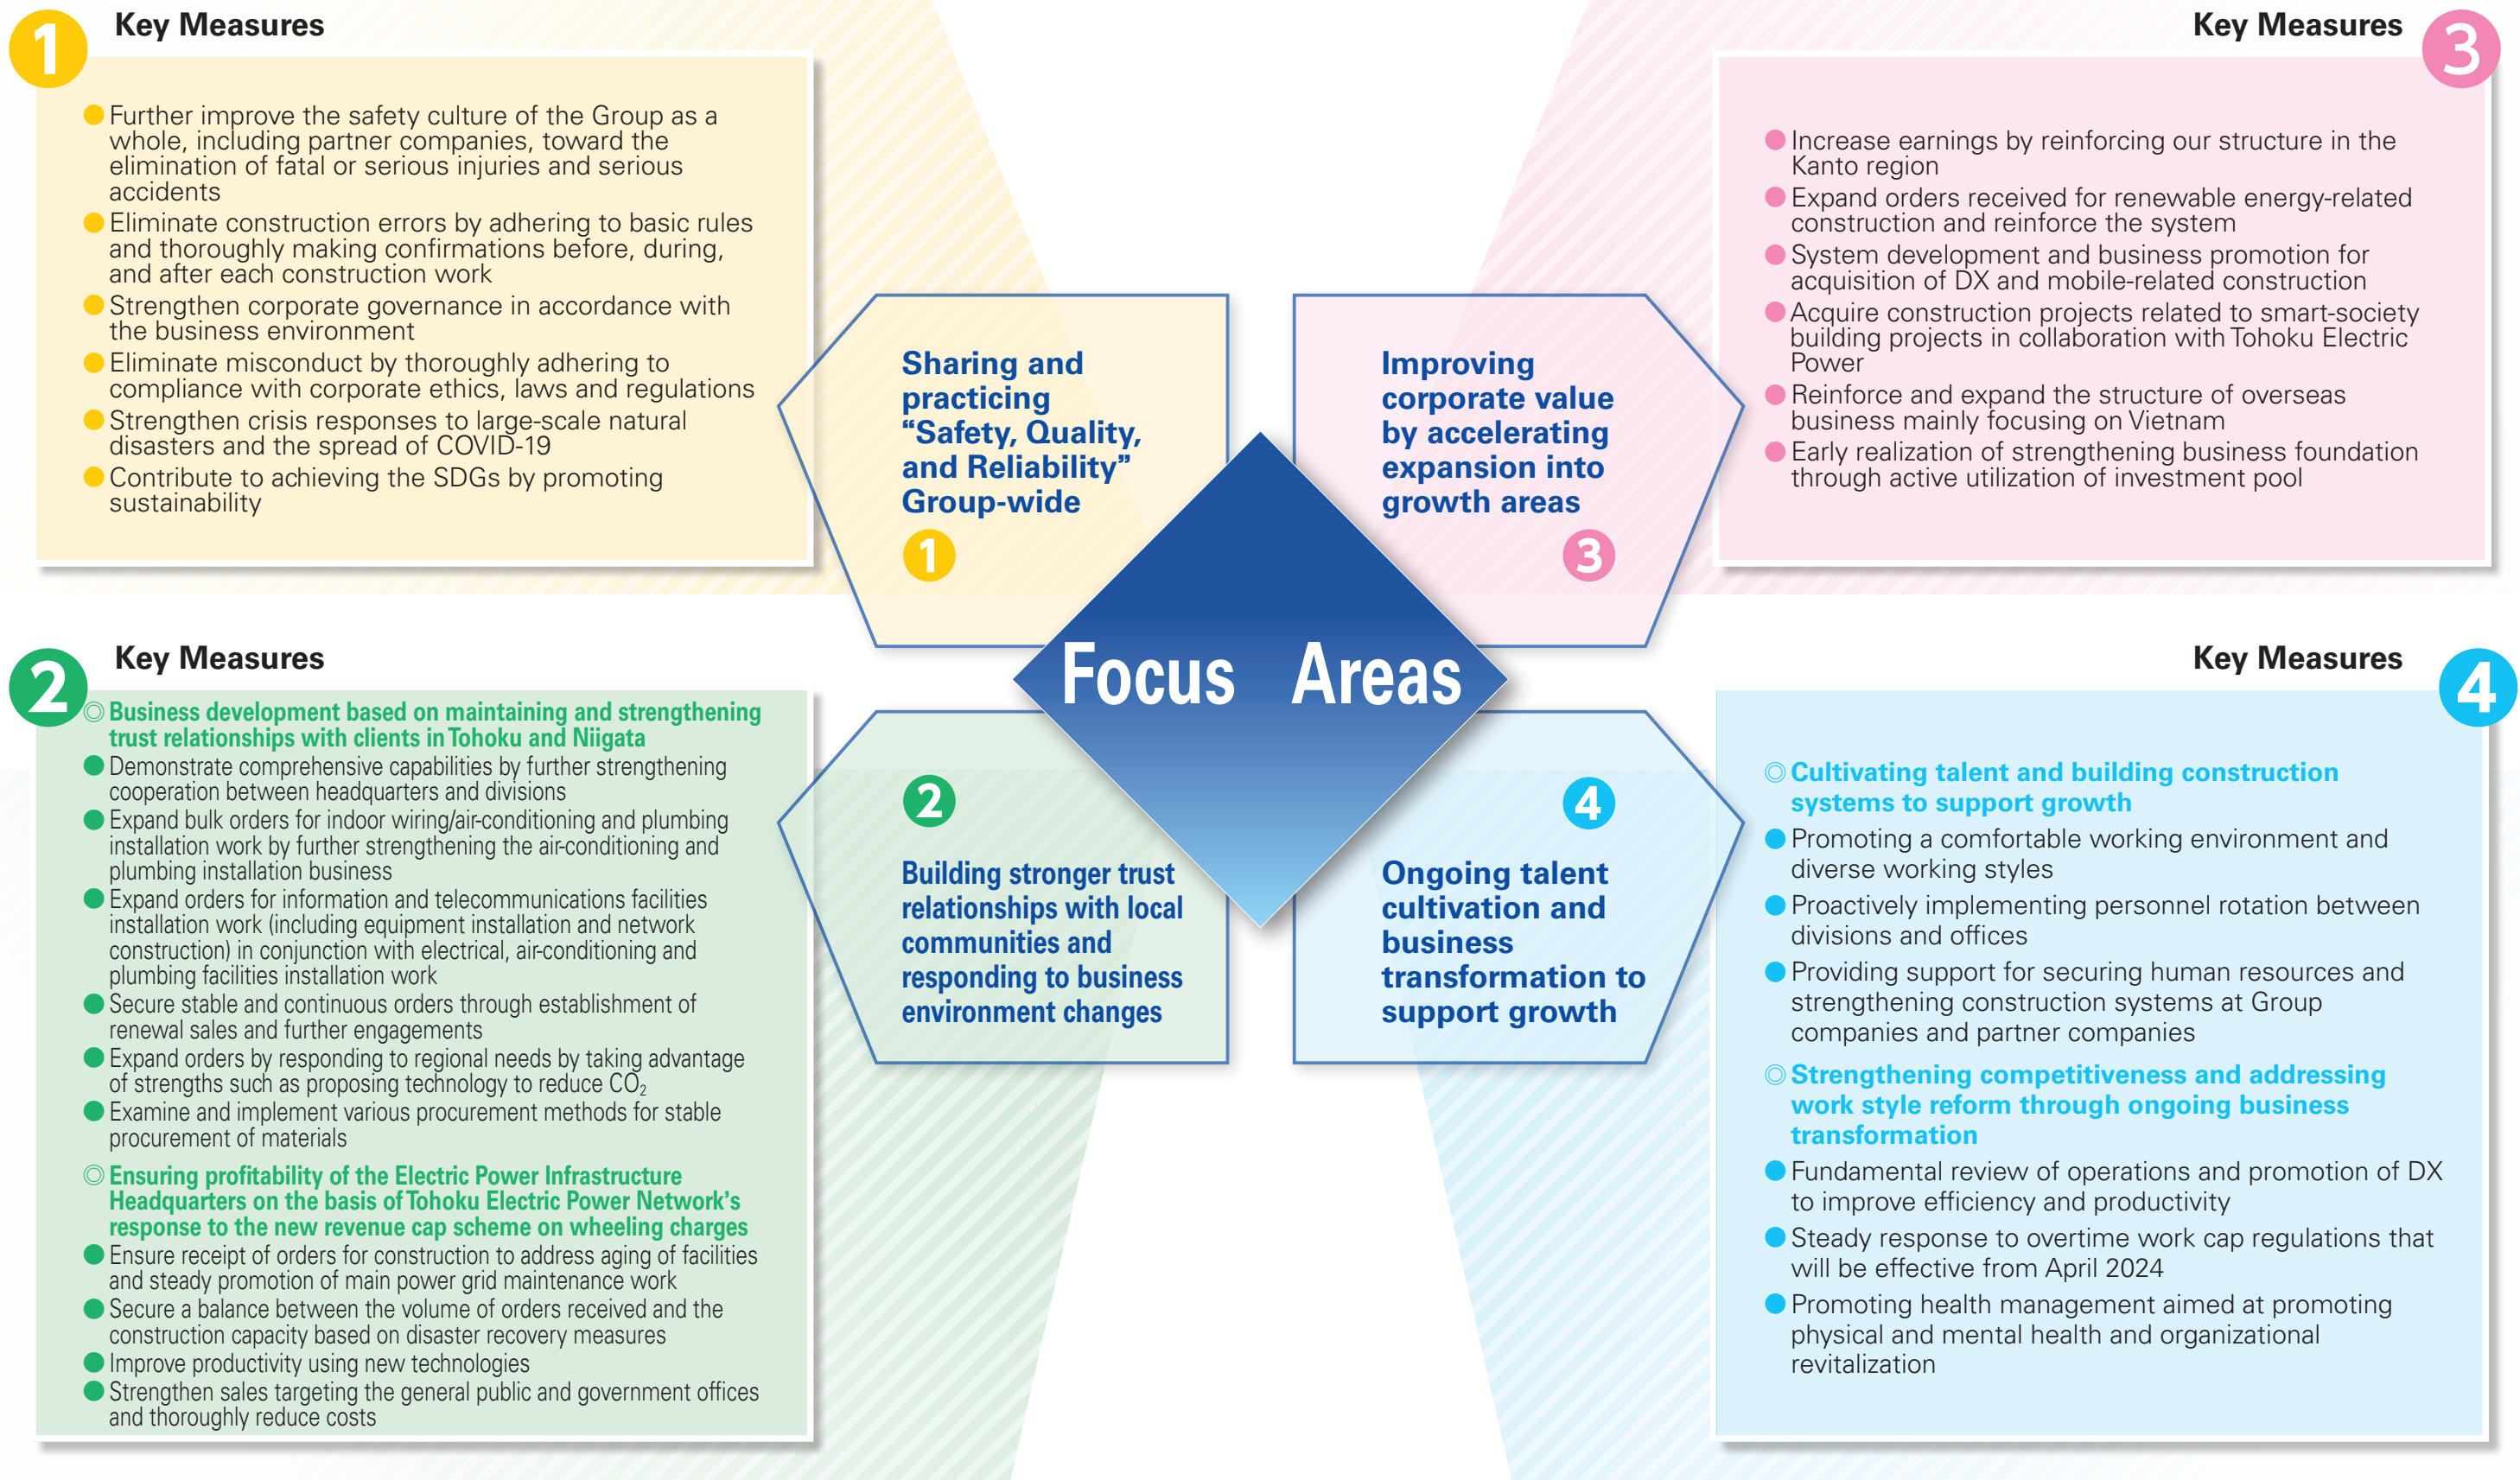 1
Key Measures
● Further improve the safety culture of the Group as a
whole, including partner companies, toward the
elimination of fatal or serious injuries and serious
accidents
● Eliminate construction errors by adhering to basic rules
and thoroughly making confirmations before, during,
and after each construction work
● Strengthen corporate governance in accordance with
the business environment
● Eliminate misconduct by thoroughly adhering to
compliance with corporate ethics, laws and regulations
● Strengthen crisis responses to large-scale natural
disasters and the spread of COVID-19
● Contribute to achieving the SDGs by promoting
sustainability
Sharing and
practicing
“Safety, Quality,
and Reliability”
Group-wide
1
Key Measures
3
● Increase earnings by reinforcing our structure in the
Kanto region
● Expand orders received for renewable energy-related
construction and reinforce the system
● System development and business promotion for
acquisition of DX and mobile-related construction
● Acquire construction projects related to smart-society
building projects in collaboration with Tohoku Electric
Power
● Reinforce and expand the structure of overseas
business mainly focusing on Vietnam
● Early realization of strengthening business foundation
through active utilization of investment pool
Improving
corporate value
by accelerating
expansion into
growth areas
3
Focus Areas
2
Key Measures
◎ Business development based on maintaining and strengthening
trust relationships with clients in Tohoku and Niigata
● Demonstrate comprehensive capabilities by further strengthening
cooperation between headquarters and divisions
● Expand bulk orders for indoor wiring/air-conditioning and plumbing
installation work by further strengthening the air-conditioning and
plumbing installation business
● Expand orders for information and telecommunications facilities
installation work (including equipment installation and network
construction) in conjunction with electrical, air-conditioning and
plumbing facilities installation work
● Secure stable and continuous orders through establishment of
renewal sales and further engagements
● Expand orders by responding to regional needs by taking advantage
of strengths such as proposing technology to reduce CO₂
● Examine and implement various procurement methods for stable
procurement of materials
◎ Ensuring profitability of the Electric Power Infrastructure
Headquarters on the basis of Tohoku Electric Power Network's
response to the new revenue cap scheme on wheeling charges
● Ensure receipt of orders for construction to address aging of facilities
and steady promotion of main power grid maintenance work
● Secure a balance between the volume of orders received and the
construction capacity based on disaster recovery measures
● Improve productivity using new technologies
● Strengthen sales targeting the general public and government offices
and thoroughly reduce costs
2
Building stronger trust
relationships with local
communities and
responding to business
environment changes
4
Ongoing talent
cultivation and
business
transformation to
support growth
Key Measures
4
◎ Cultivating talent and building construction
systems to support growth
● Promoting a comfortable working environment and
diverse working styles
● Proactively implementing personnel rotation between
divisions and offices
● Providing support for securing human resources and
strengthening construction systems at Group
companies and partner companies
◎ Strengthening competitiveness and addressing
work style reform through ongoing business
transformation
● Fundamental review of operations and promotion of DX
to improve efficiency and productivity
● Steady response to overtime work cap regulations that
will be effective from April 2024
● Promoting health management aimed at promoting
physical and mental health and organizational
revitalization